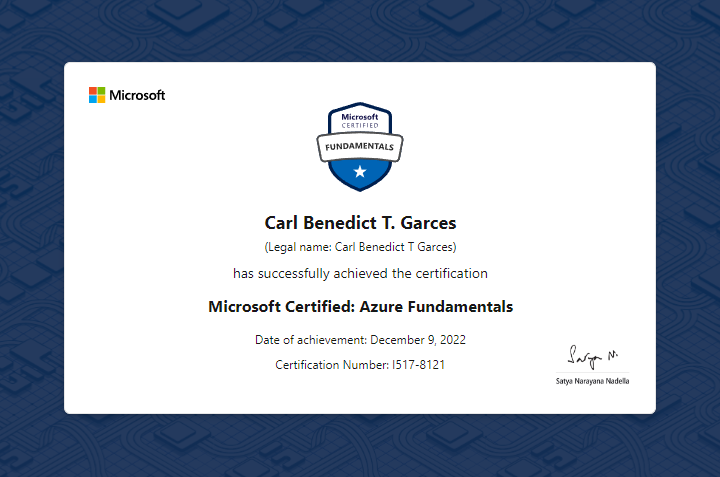 Microsoft
Microsoft
CERTIFIED
FUNDAMENTALS
Carl Benedict T. Garces
(Legal name: Carl Benedict T Garces)
has successfully achieved the certification
Microsoft Certified: Azure Fundamentals
Date of achievement: December 9, 2022
Certification Number: I517-8121
Satya N.
Satya Narayana Nadella